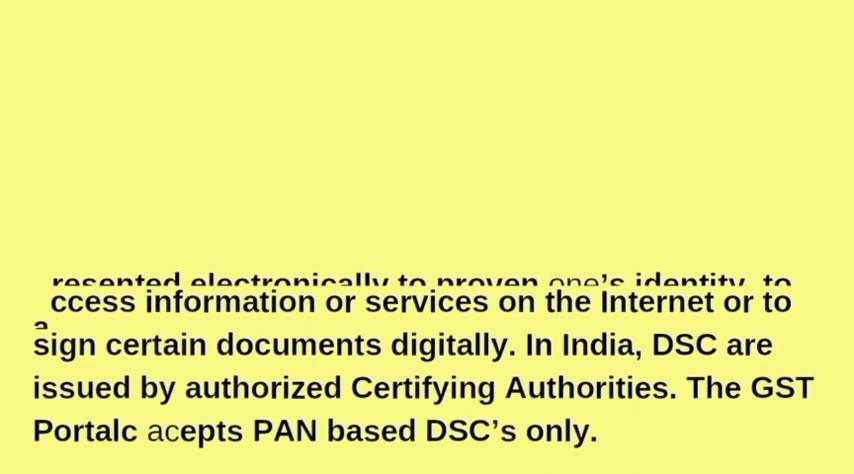 resented electronically to proven one’s identity, to
access information or services on the Internet or to
sign certain documents digitally. In India, DSC are
issued by authorized Certifying Authorities. The GST
Portalc acepts PAN based DSC’s only.